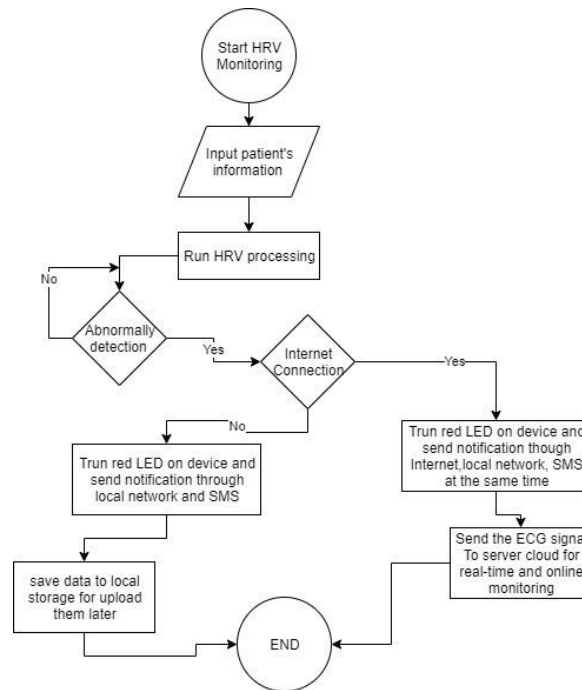 Start HRV
Monitoring
Input patient's
information
Run HRV processing
No
Abnormally
detection
Yes
Internet
Connection
Yes
No
Trun red LED on device and
send notification through
local network and SMS
Trun red LED on device and
send notification though
Internet,local network, SMS
at the same time
save data to local
storage for upload
them later
Send the ECG signal
To server cloud for
real-time and online
monitoring
END